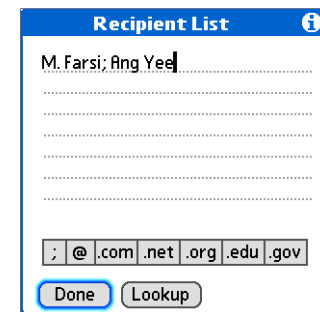 Recipient List
M. Farsi; Ang Yee
; @ .com .net .org .edu .gov
Done Lookup